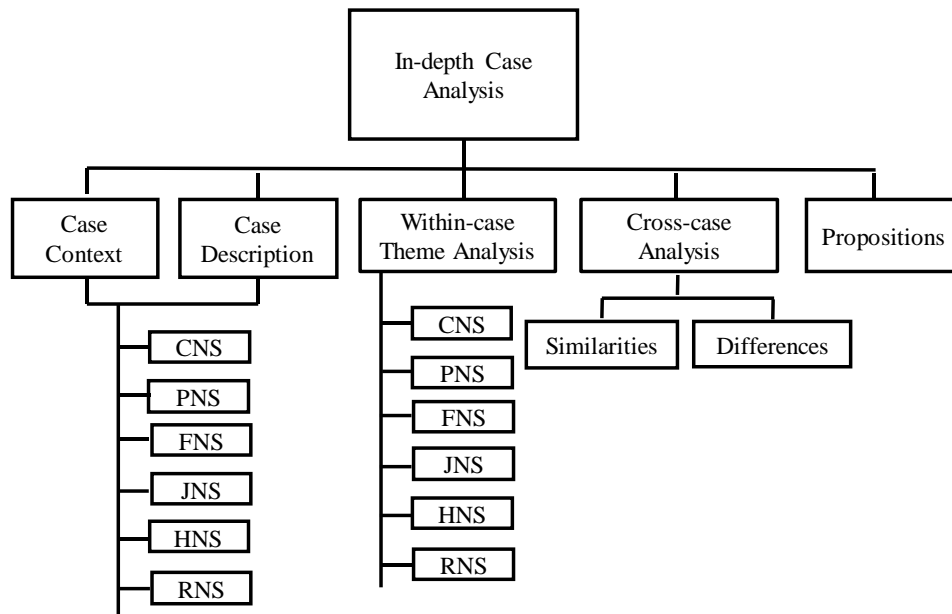 In-depth Case
Analysis
Case
Context
Case
Description
Within-case
Theme Analysis
Cross-case
Analysis
Propositions
CNS
PNS
FNS
JNS
HNS
RNS
CNS
PNS
FNS
JNS
HNS
RNS
Similarities
Differences